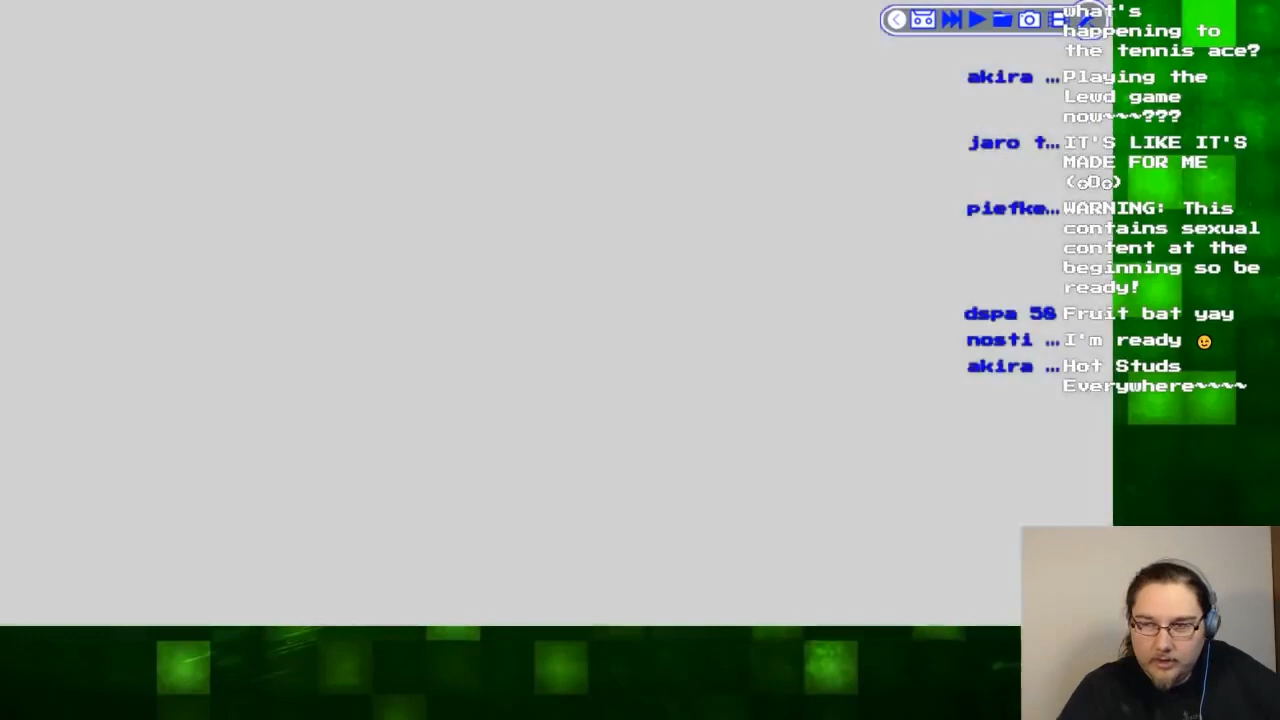 what's
happening to
the tennis ace?
akira …Playing the
Lewd game
now~~~???
jaro t…IT'S LIKE IT'S
MADE FOR ME
(✪O✪)
piefke…WARNING: This
contains sexual
content at the
beginning so be
ready!
dspa 50 Fruit bat yay
nosti …I'm ready 😉
akira …Hot Studs
Everywhere~~~~